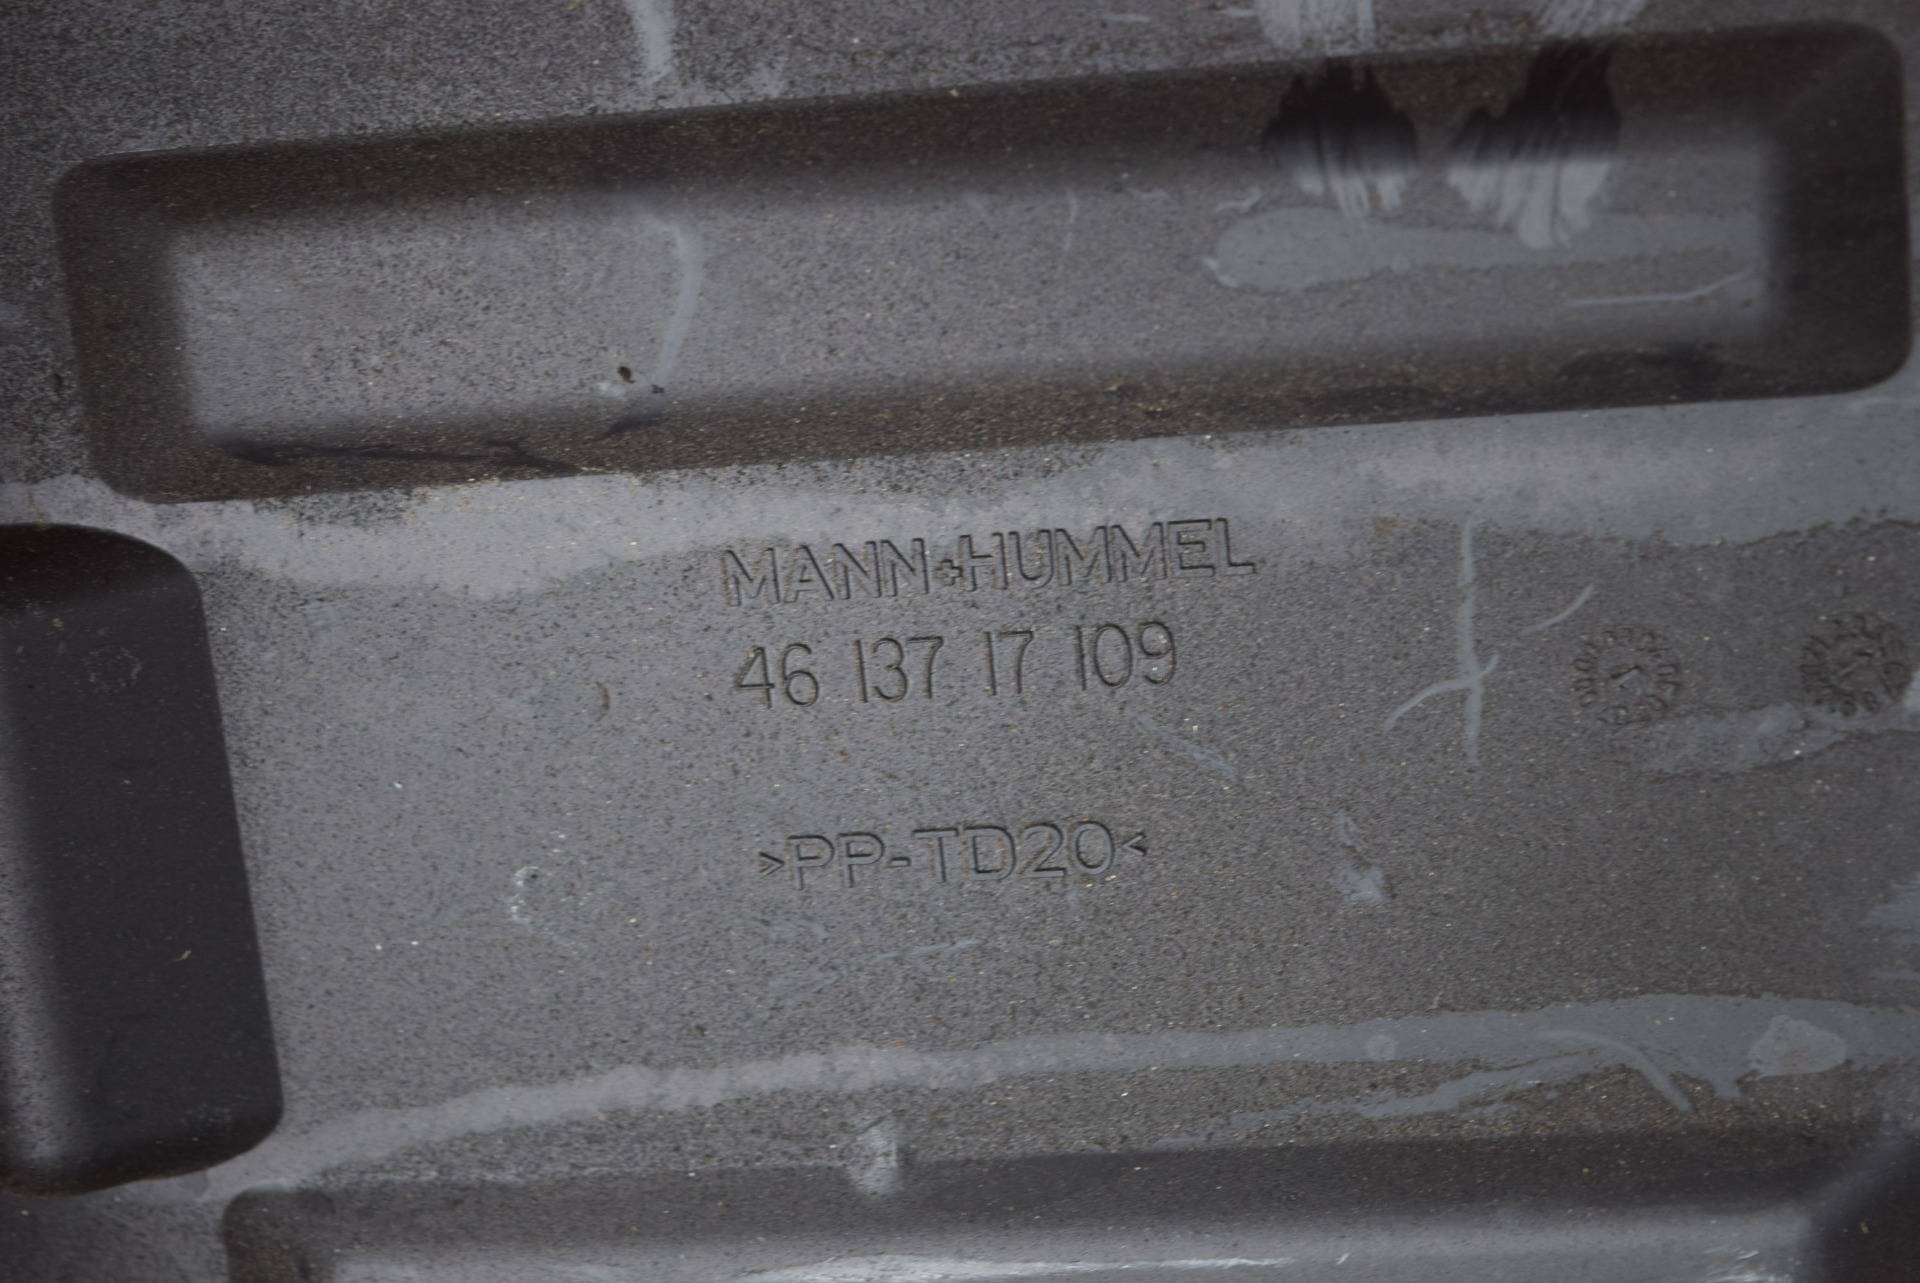 MANN+HUMMEL
46 137 17 109
>PP-TD20<